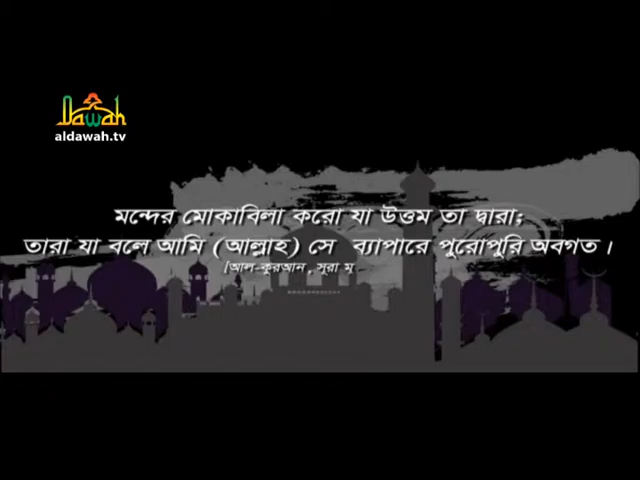 Dawah
aldawah.tv
মন্দের মোকাবিলা করো যা উত্তম তা দ্বারা;
তারা যা বলে আমি (আল্লাহ) সে ব্যাপারে পুরোপুরি অবগত ।
[আল-কুরআন , সূরা মু